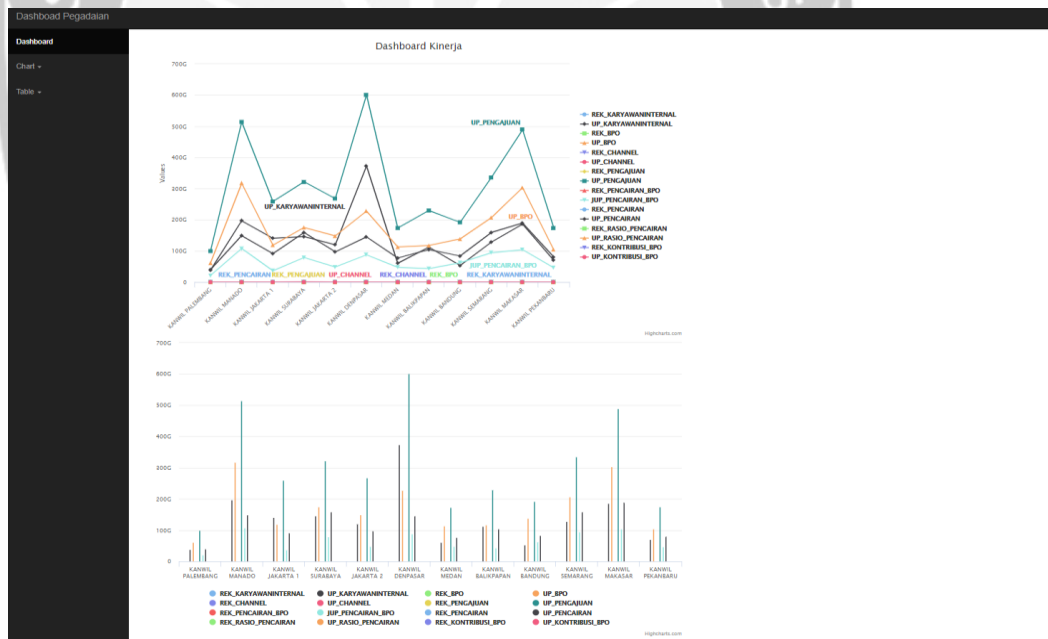 Dashboad Pegadaian
Dashboard
Chart
Table
Dashboard Kinerja
700G
600G
500G
400G
300G
200G
100G
0
Values
UP_PENGAJUAN
UP_KARYAWANINTERNAL
UP_BPO
JUP_PENCAIRAN_BPO
REK_PENCAIRAN REK_PENGAJUAN UP_CHANNEL REK_CHANNEL REK_BPO REK_KARYAWANINTERNAL
KANWIL PALEMBANG
KANWIL MANADO
KANWIL JAKARTA 1
KANWIL SURABAYA
KANWIL JAKARTA 2
KANWIL DENPASAR
KANWIL MEDAN
KANWIL BALIKPAPAN
KANWIL BANDUNG
KANWIL SEMARANG
KANWIL MAKASAR
KANWIL PEKANBARU
REK_KARYAWANINTERNAL
UP_KARYAWANINTERNAL
REK_BPO
UP_BPO
REK_CHANNEL
UP_CHANNEL
REK_PENGAJUAN
UP_PENGAJUAN
REK_PENCAIRAN_BPO
JUP_PENCAIRAN_BPO
REK_PENCAIRAN
UP_PENCAIRAN
REK_RASIO_PENCAIRAN
UP_RASIO_PENCAIRAN
REK_KONTRIBUSI_BPO
UP_KONTRIBUSI_BPO
Highcharts.com
700G
600G
500G
400G
300G
200G
100G
0
KANWIL PALEMBANG
KANWIL MANADO
KANWIL JAKARTA 1
KANWIL SURABAYA
KANWIL JAKARTA 2
KANWIL DENPASAR
KANWIL MEDAN
KANWIL BALIKPAPAN
KANWIL BANDUNG
KANWIL SEMARANG
KANWIL MAKASAR
KANWIL PEKANBARU
REK_KARYAWANINTERNAL UP_KARYAWANINTERNAL REK_BPO UP_BPO
REK_CHANNEL UP_CHANNEL REK_PENGAJUAN UP_PENGAJUAN
REK_PENCAIRAN_BPO JUP_PENCAIRAN_BPO REK_PENCAIRAN UP_PENCAIRAN
REK_RASIO_PENCAIRAN UP_RASIO_PENCAIRAN REK_KONTRIBUSI_BPO UP_KONTRIBUSI_BPO
Highcharts.com